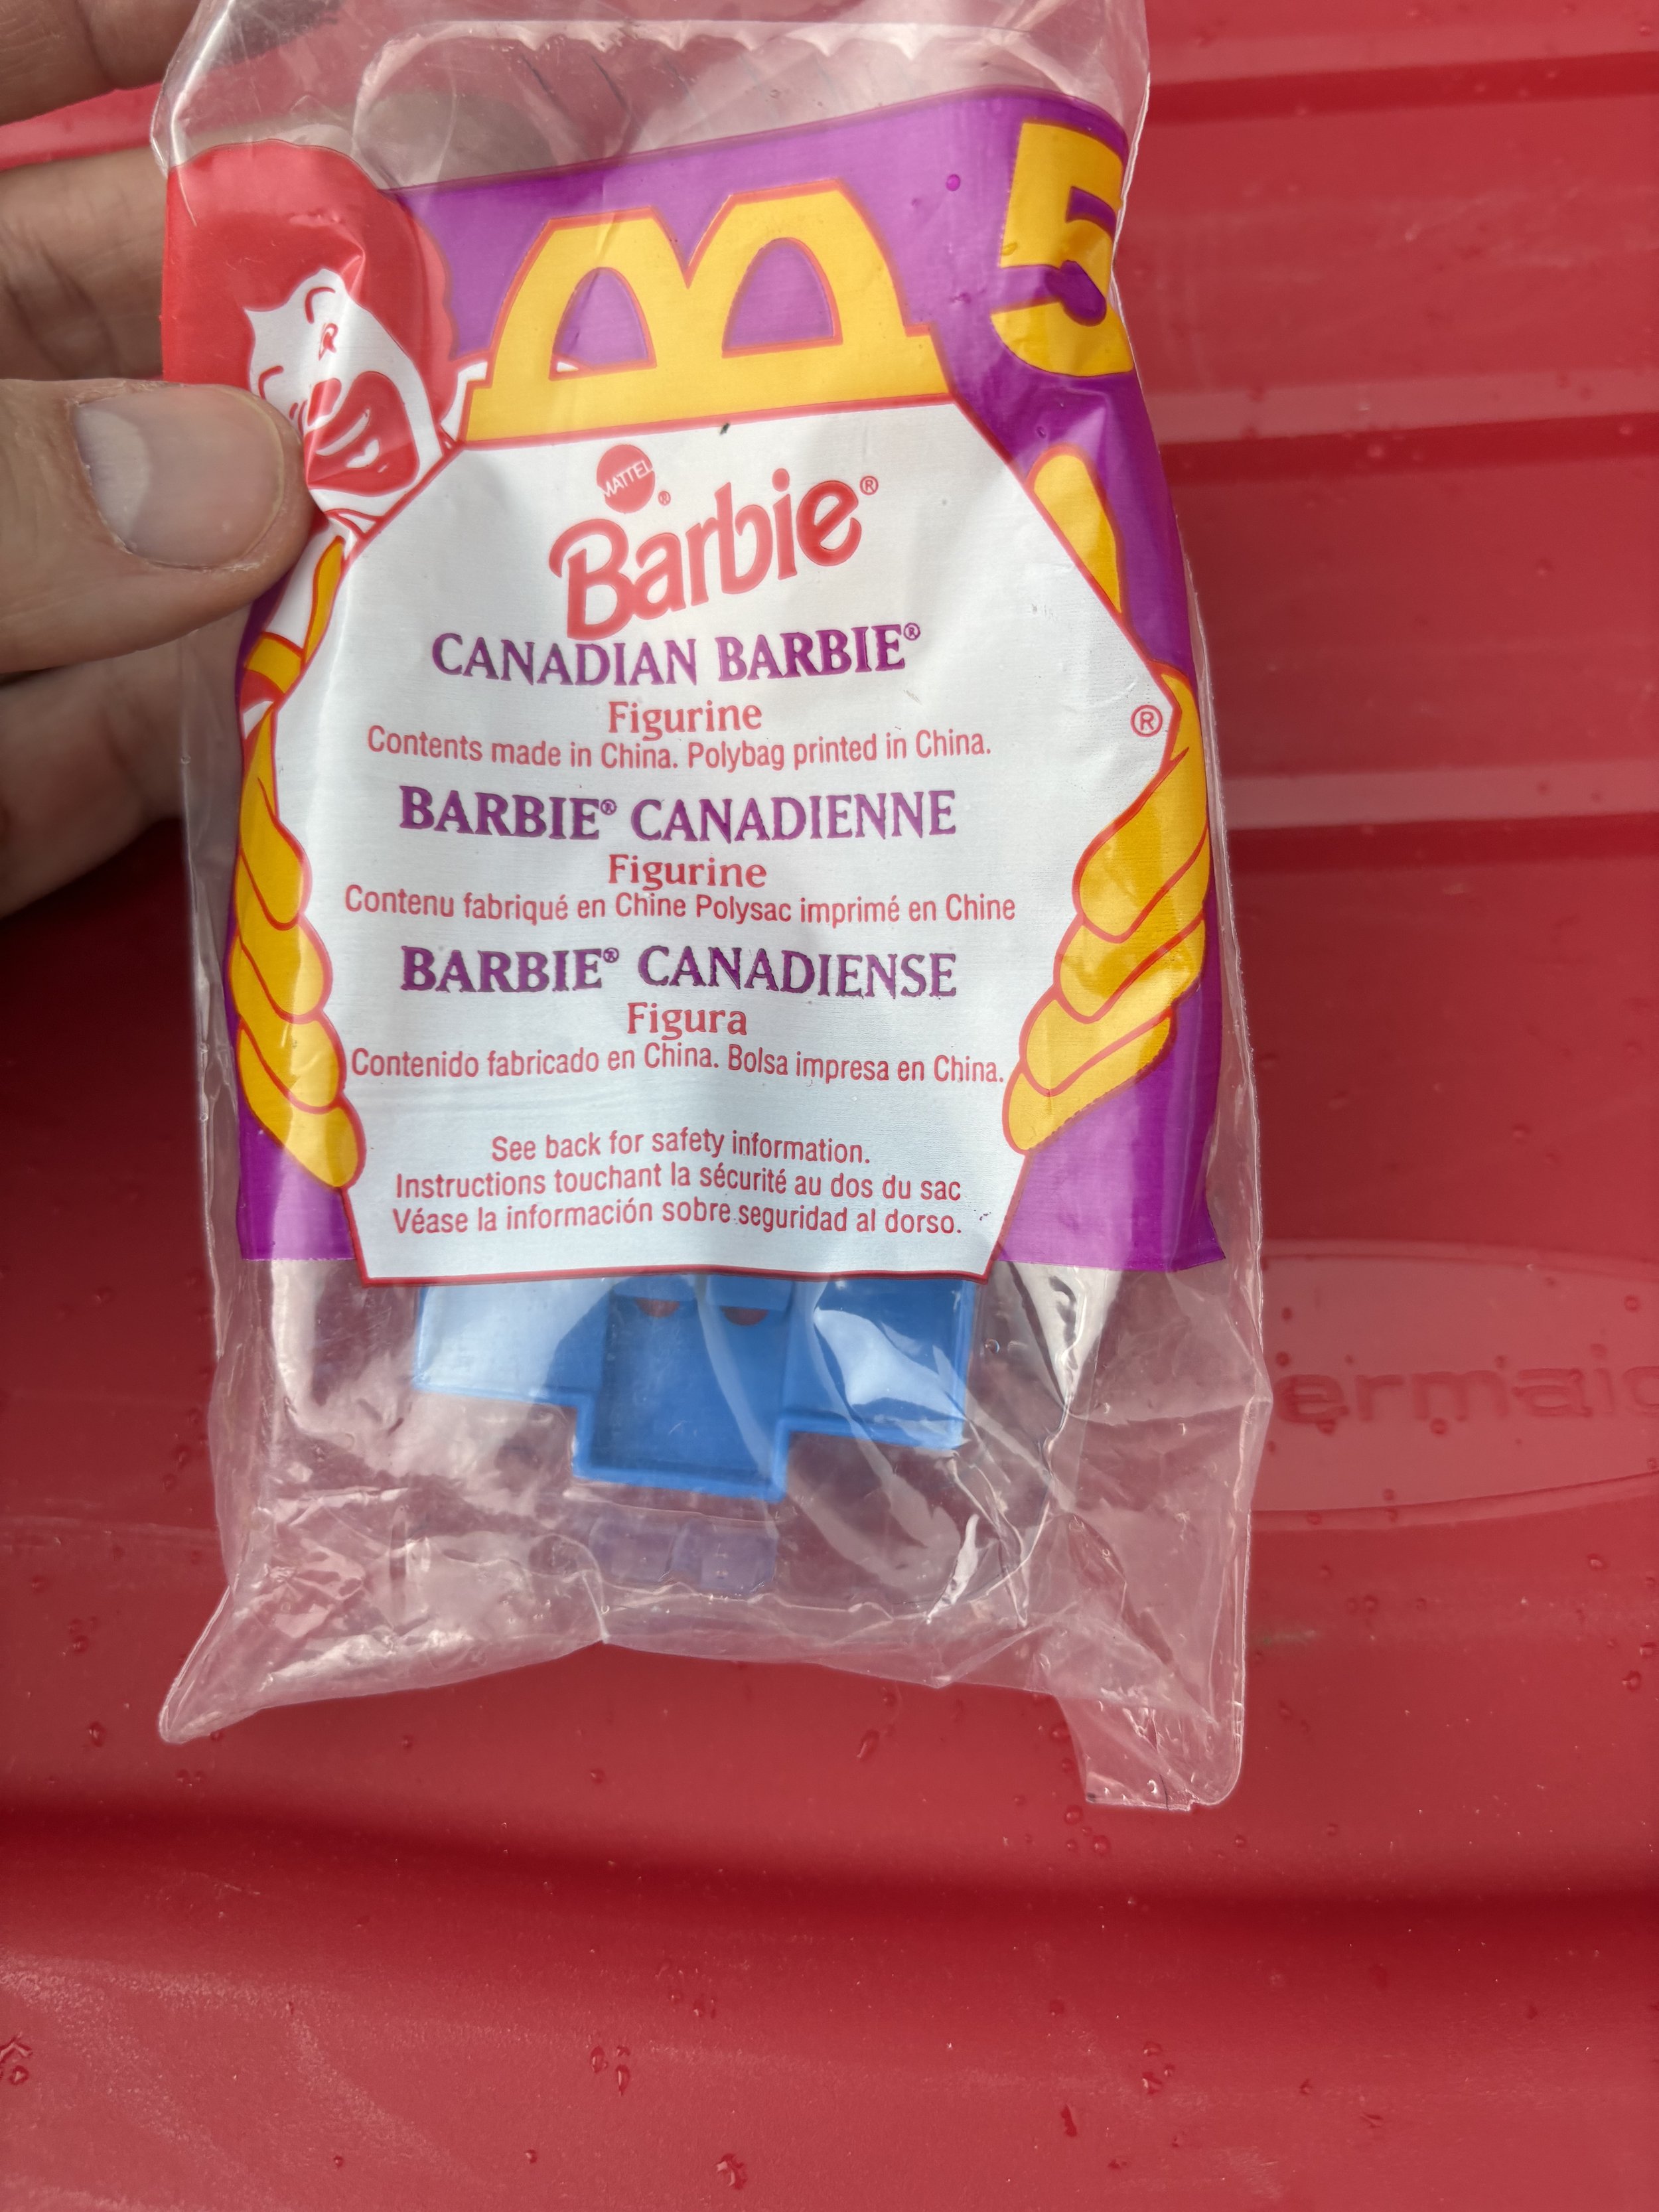 5
MATTEL®
Barbie®
CANADIAN BARBIE®
Figurine
Contents made in China. Polybag printed in China.
®
BARBIE® CANADIENNE
Figurine
Contenu fabriqué en Chine Polysac imprimé en Chine
BARBIE® CANADIENSE
Figura
Contenido fabricado en China. Bolsa impresa en China.
See back for safety information.
Instructions touchant la sécurité au dos du sac
Véase la información sobre seguridad al dorso.
ermaid